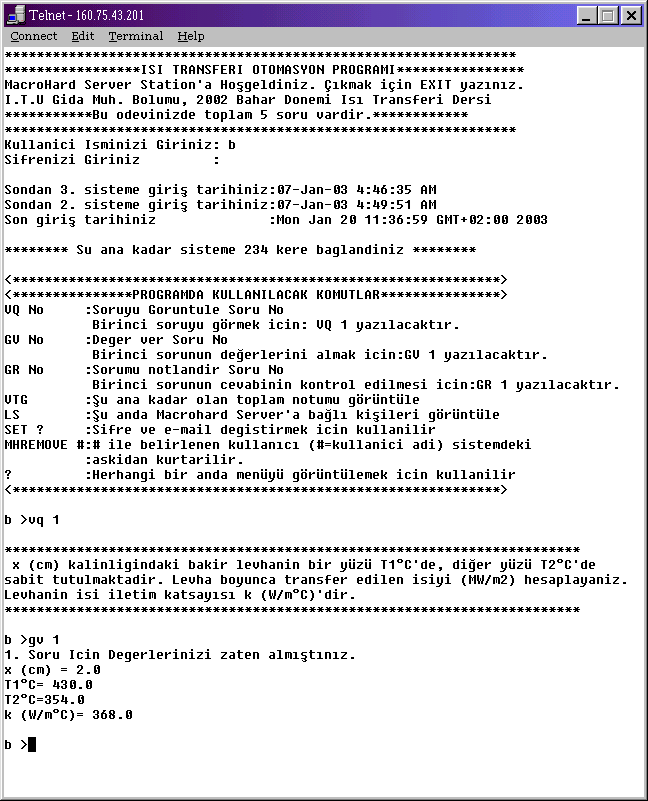 Telnet - 160.75.43.201
Connect Edit Terminal Help
***************************************************************
*****************ISI TRANSFERI OTOMASYON PROGRAMI****************
MacroHard Server Station'a Hoşgeldiniz. Çıkmak için EXIT yazınız.
I.T.U Gida Muh. Bolumu, 2002 Bahar Donemi Isı Transferi Dersi
***********Bu odevinizde toplam 5 soru vardir.************
***************************************************************
Kullanici Isminizi Giriniz: b
Sifrenizi Giriniz         :
Sondan 3. sisteme giriş tarihiniz:07-Jan-03 4:46:35 AM
Sondan 2. sisteme giriş tarihiniz:07-Jan-03 4:49:51 AM
Son giriş tarihiniz              :Mon Jan 20 11:36:59 GMT+02:00 2003
******** Su ana kadar sisteme 234 kere baglandiniz ********
<***********************************************************>
<***************PROGRAMDA KULLANILACAK KOMUTLAR***************>
VQ No     :Soruyu Goruntule Soru No
           Birinci soruyu görmek icin: VQ 1 yazılacaktır.
GV No     :Deger ver Soru No
           Birinci sorunun değerlerini almak icin:GV 1 yazılacaktır.
GR No     :Sorumu notlandir Soru No
           Birinci sorunun cevabinin kontrol edilmesi icin:GR 1 yazılacaktır.
VTG       :Şu ana kadar olan toplam notumu görüntüle
LS        :Şu anda Macrohard Server'a bağlı kişileri görüntüle
SET ?     :Sifre ve e-mail degistirmek icin kullanilir
MHREMOVE #:# ile belirlenen kullanıcı (#=kullanici adi) sistemdeki
          :askidan kurtarilir.
?         :Herhangi bir anda menüyü görüntülemek icin kullanilir
<***********************************************************>
b >vq 1
***********************************************************************
 x (cm) kalinligindaki bakir levhanin bir yüzü T1°C'de, diğer yüzü T2°C'de
sabit tutulmaktadir. Levha boyunca transfer edilen isiyi (MW/m2) hesaplayaniz.
Levhanin isi iletim katsayısı k (W/m°C)'dir.
***********************************************************************
b >gv 1
1. Soru Icin Degerlerinizi zaten almıştınız.
x (cm) = 2.0
T1°C= 430.0
T2°C=354.0
k (W/m°C)= 368.0
b >